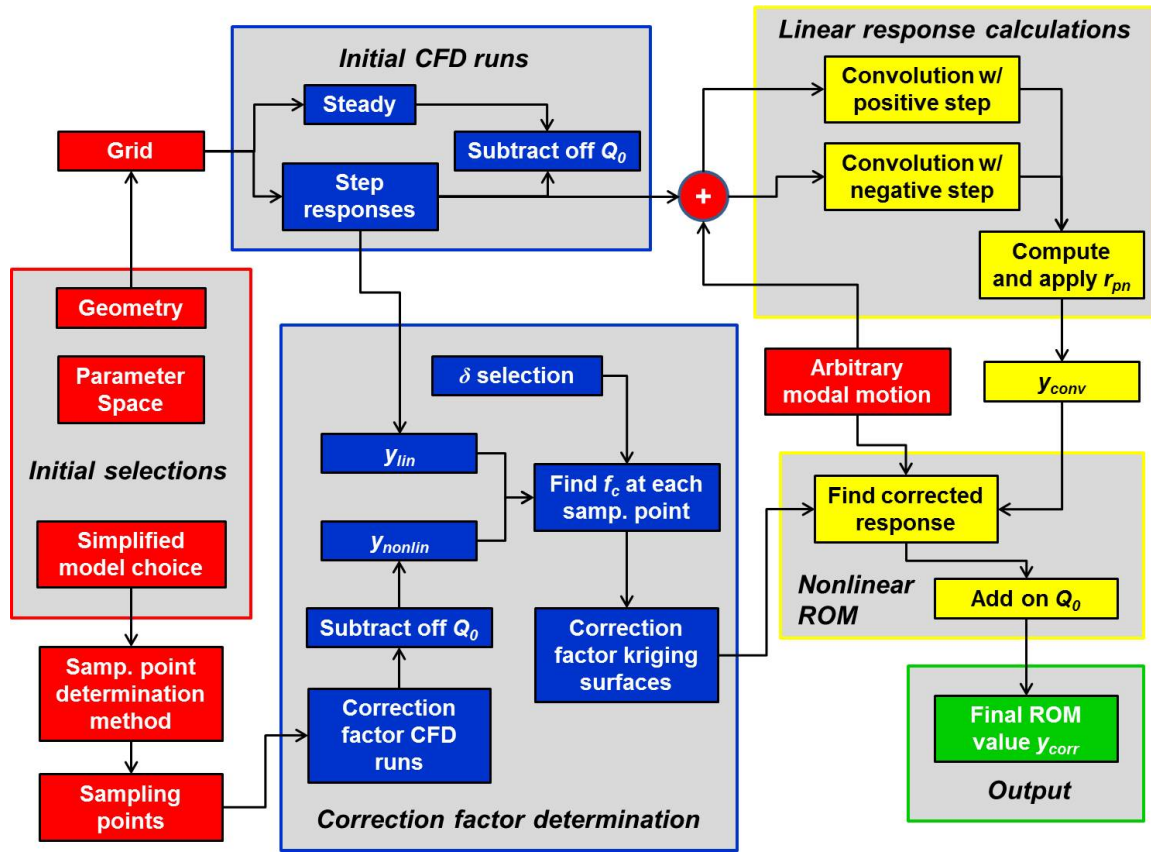 Initial CFD runs
Steady
Subtract off Q0
Step
responses
Grid
Linear response calculations
Convolution w/
positive step
Convolution w/
negative step
Compute
and apply rpn
+
Geometry
Parameter
Space
Initial selections
Simplified
model choice
Samp. point
determination
method
Sampling
points
δ selection
ylin
ynonlin
Find fc at each
samp. point
Subtract off Q0
Correction
factor CFD
runs
Correction
factor kriging
surfaces
Correction factor determination
Arbitrary
modal motion
yconv
Find corrected
response
Nonlinear
ROM
Add on Q0
Final ROM
value ycorr
Output